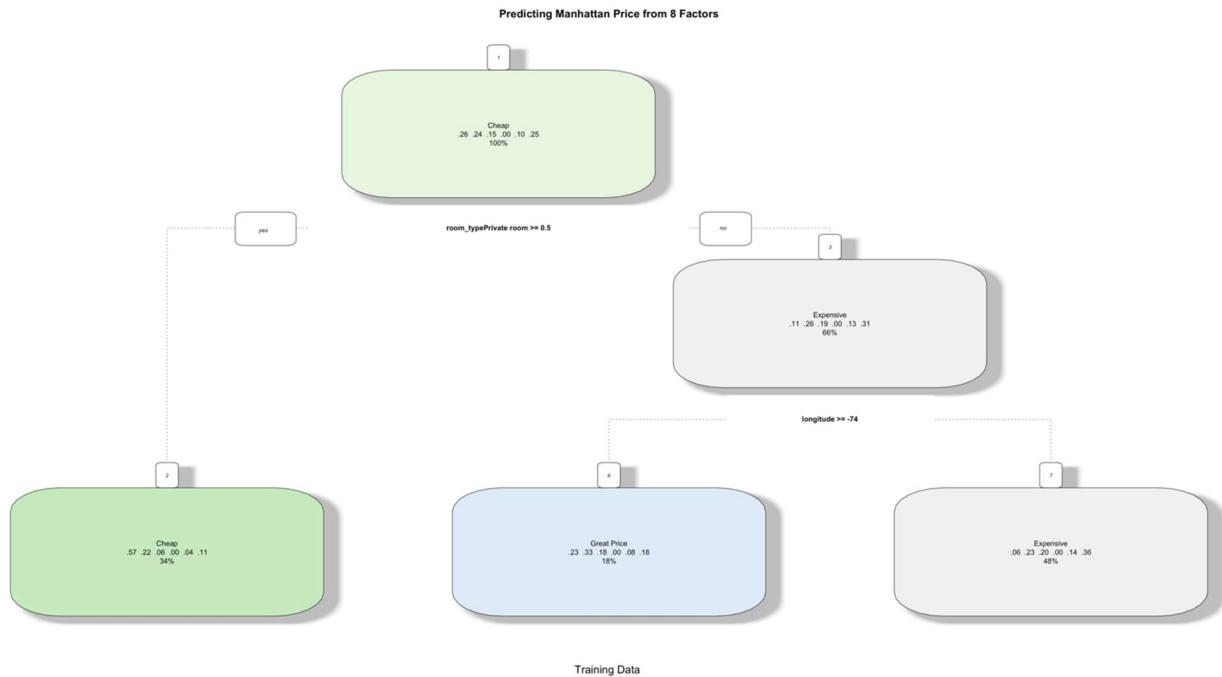 Predicting Manhattan Price from 8 Factors
1
Cheap
.26 .24 .15 .00 .10 .25
100%
yes
room_typePrivate room >= 0.5
no
3
Expensive
.11 .26 .19 .00 .13 .31
66%
longitude >= -74
2
Cheap
.57 .22 .06 .00 .04 .11
34%
6
Great Price
.23 .33 .18 .00 .08 .18
18%
7
Expensive
.06 .23 .20 .00 .14 .36
48%
Training Data